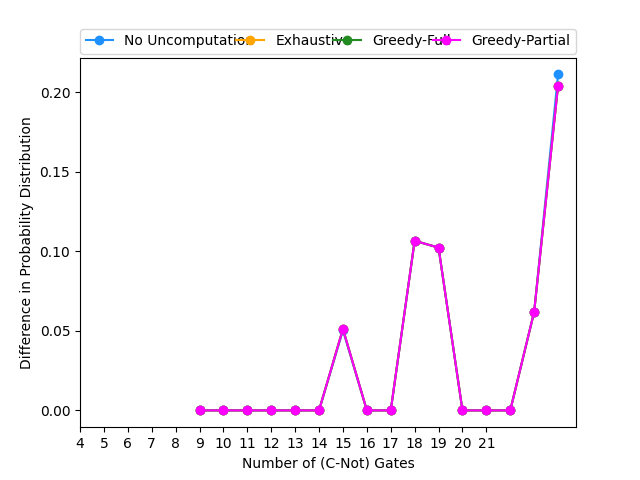 No Uncomputation Exhaustive Greedy-Full Greedy-Partial
0.20
0.15
0.10
0.05
0.00
Difference in Probability Distribution
4 5 6 7 8 9 10 11 12 13 14 15 16 17 18 19 20 21
Number of (C-Not) Gates